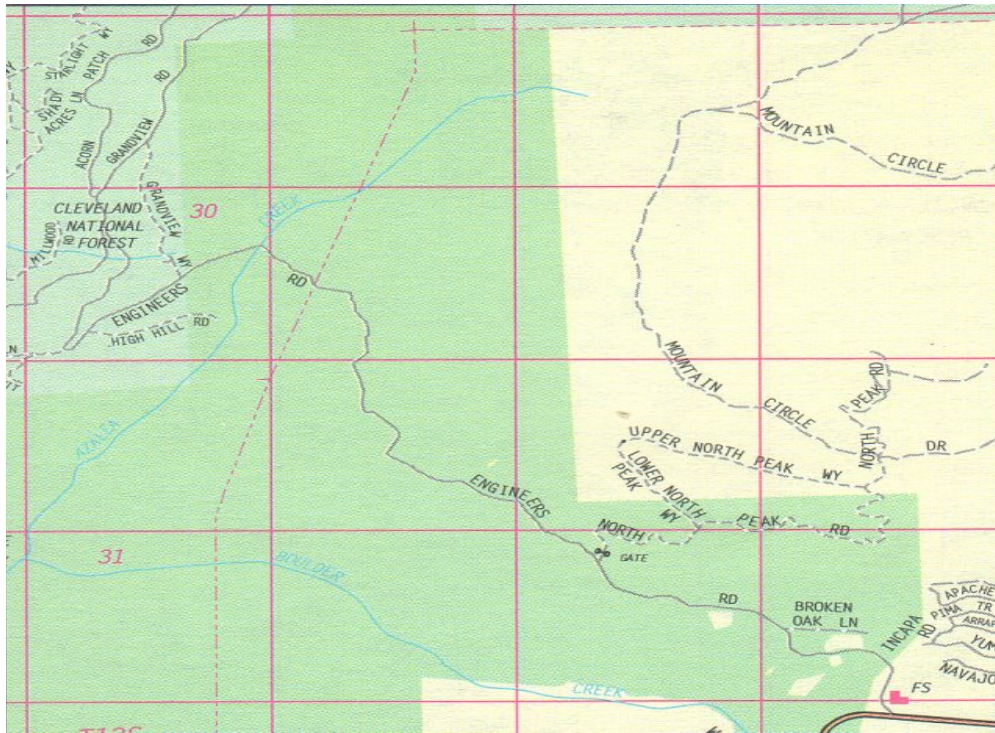 STARLIGHT WY
SHADY
ACRES LN
PATCH
RD
ACORN
GRANDVIEW
RD
GRANDVIEW
WY
CLEVELAND
NATIONAL
FOREST
30
MILLWOOD
RD
CREEK
ENGINEERS
RD
HIGH HILL RD
MOUNTAIN
CIRCLE
MOUNTAIN
CIRCLE
DR
PEAK RD
NORTH
UPPER NORTH PEAK WY
LOWER NORTH
PEAK WY
AZALEA
ENGINEERS
NORTH PEAK RD
GATE
31
BOULDER
RD
BROKEN
OAK LN
INCAPA
RD
APACHE
PIMA TR
ARRAP
YUM
NAVAJO
CREEK
FS
T13S